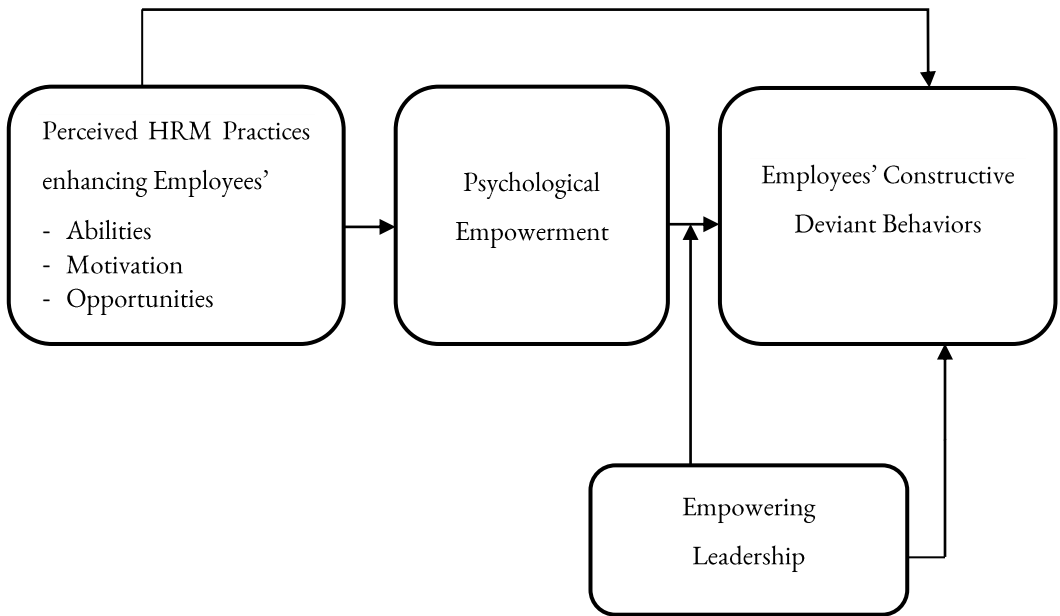 Perceived HRM Practices
enhancing Employees’
- Abilities
- Motivation
- Opportunities
Psychological
Empowerment
Employees’ Constructive
Deviant Behaviors
Empowering
Leadership